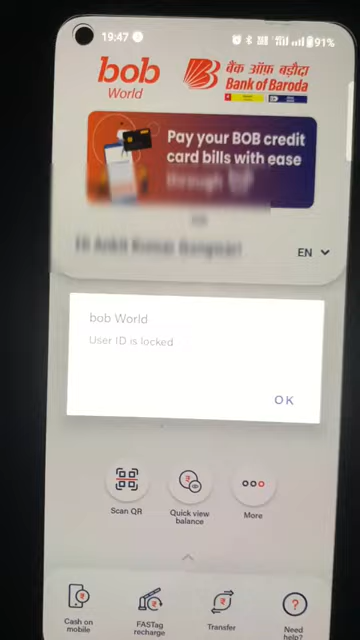 19:47
91%
bob
World
बैंक ऑफ़ बड़ौदा
Bank of Baroda
Pay your BOB credit
card bills with ease
EN
bob World
User ID is locked
OK
Scan QR
Quick view
balance
More
Cash on
mobile
FASTag
recharge
Transfer
Need
help?